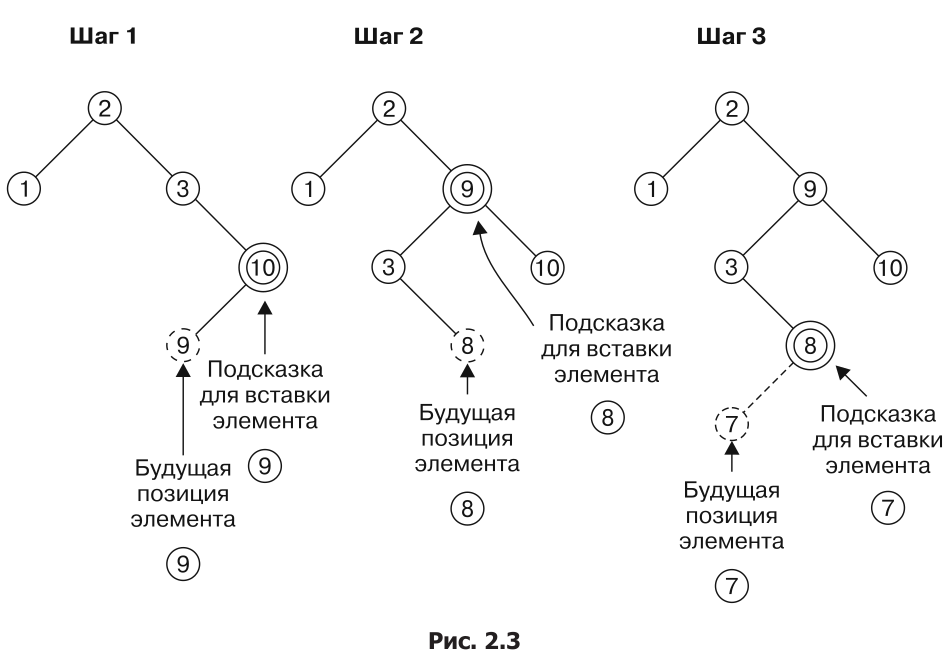 Шаг 1
2
1
3
10
9
Подсказка
для вставки
элемента
9
Будущая
позиция
элемента
9
Шаг 2
2
1
9
3
10
8
Подсказка
для вставки
элемента
8
Будущая
позиция
элемента
8
Шаг 3
2
1
9
3
10
8
7
Подсказка
для вставки
элемента
7
Будущая
позиция
элемента
7
Рис. 2.3